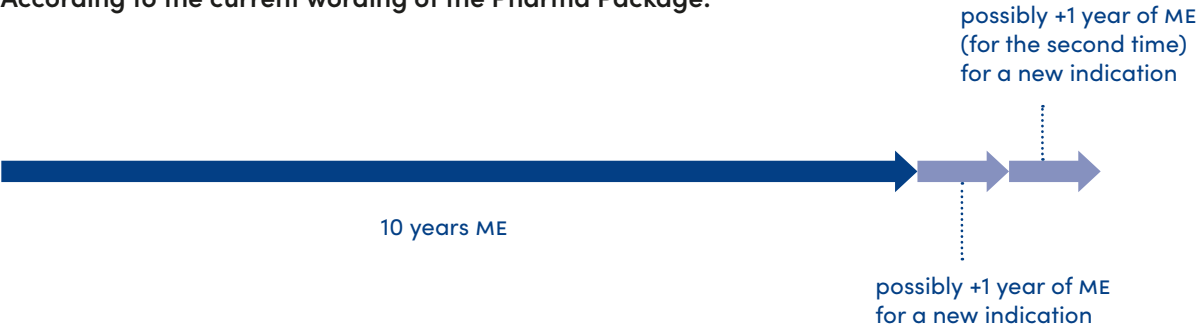 According to the current wording of the Pharma Package:
possibly +1 year of ME
(for the second time)
for a new indication
10 years ME
possibly +1 year of ME
for a new indication